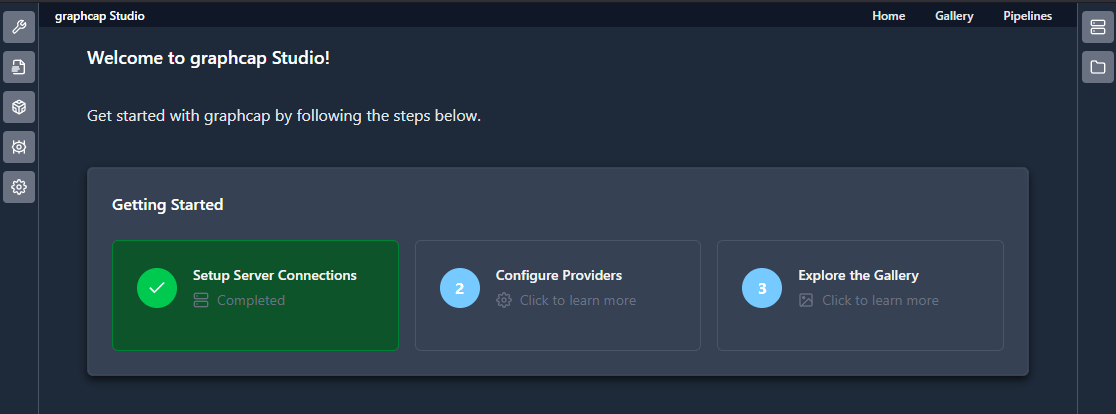 graphcap Studio
Home Gallery Pipelines
Welcome to graphcap Studio!
Get started with graphcap by following the steps below.
Getting Started
Setup Server Connections
Completed
2
Configure Providers
Click to learn more
3
Explore the Gallery
Click to learn more